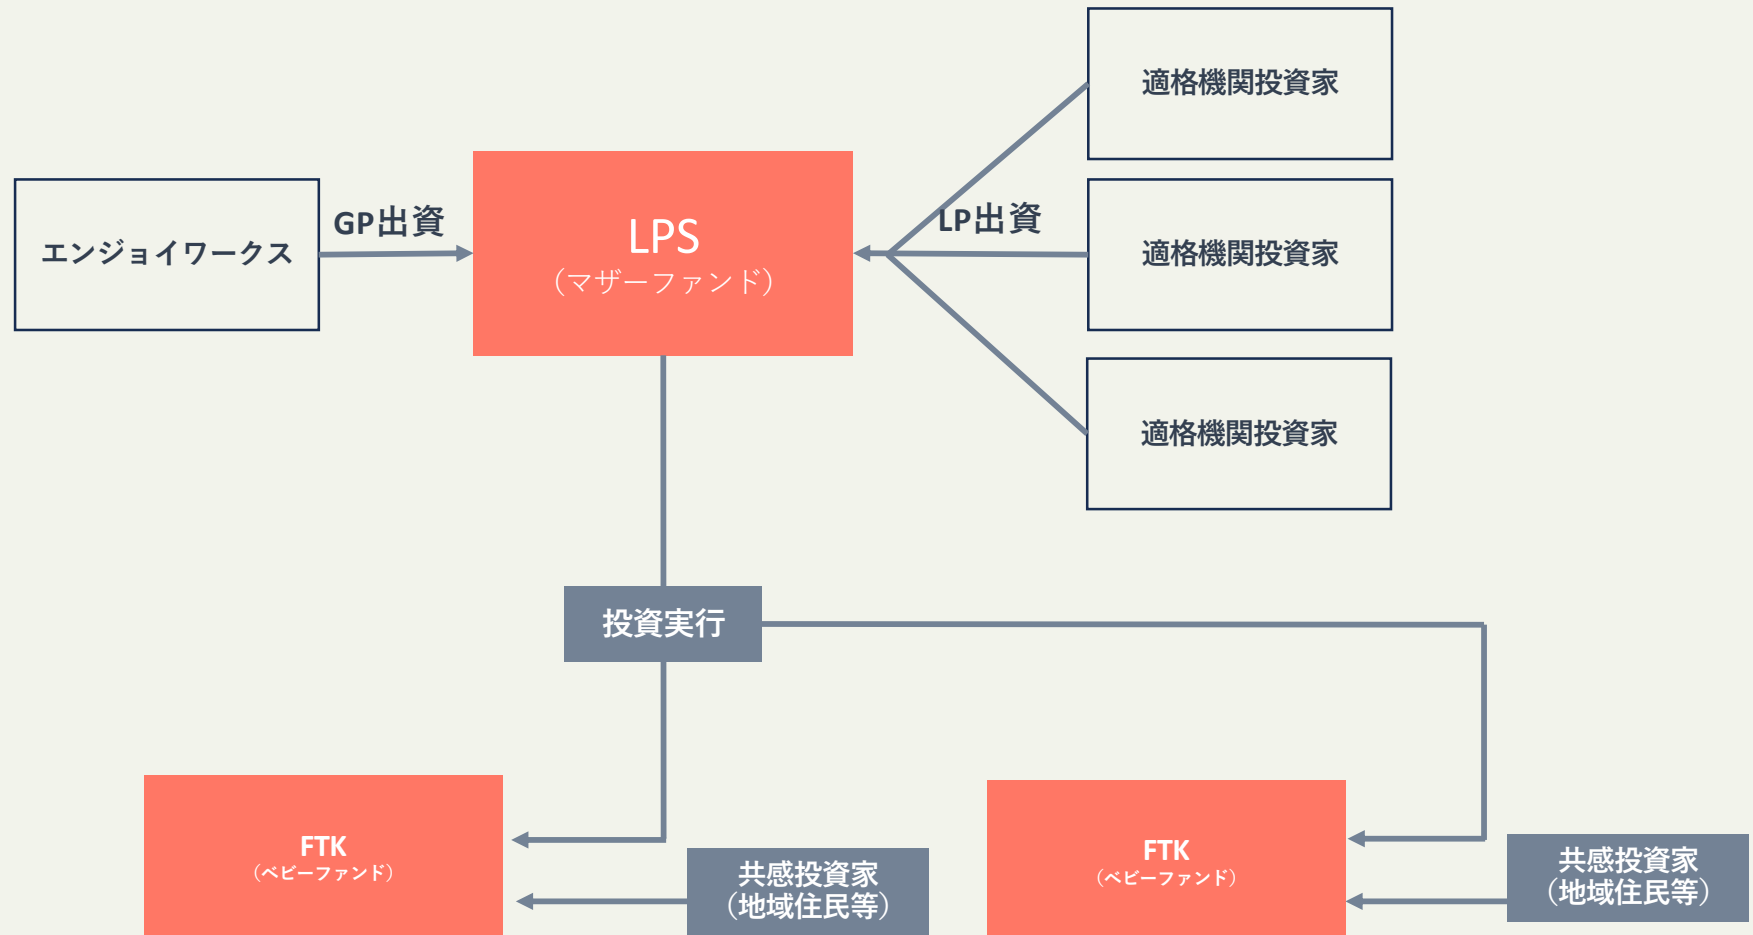 適格機関投資家
エンジョイワークス
GP出資
LPS
（マザーファンド）
LP出資
適格機関投資家
適格機関投資家
投資実行
FTK
（ベビーファンド）
共感投資家
（地域住民等）
FTK
（ベビーファンド）
共感投資家
（地域住民等）